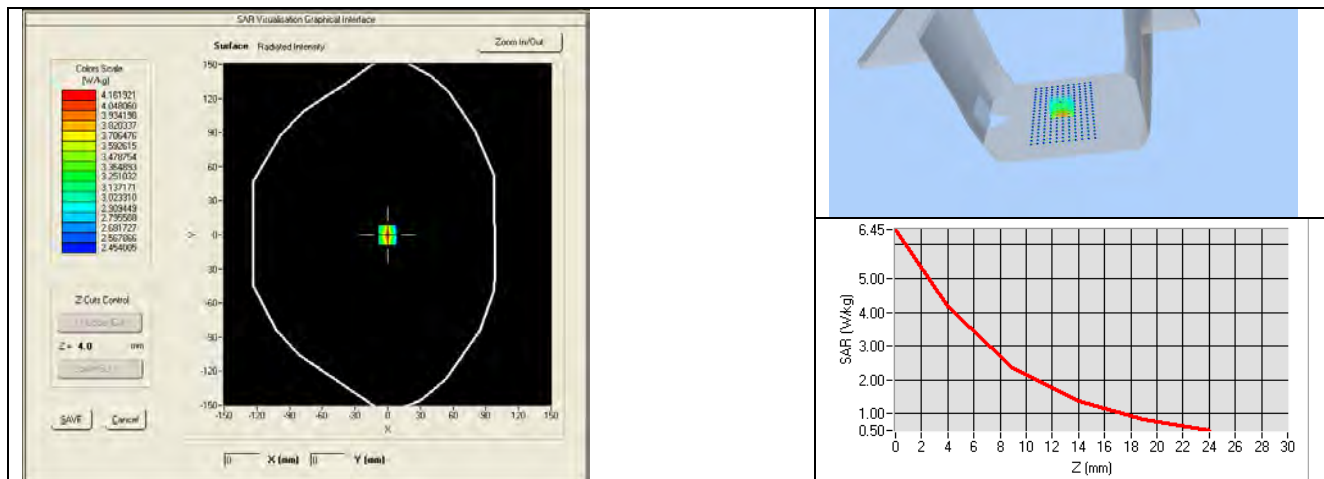 SAR Visualisation Graphical Interface
Surface Radiated Intensity
Zoom In/Out
Colors Scale
(W/kg)
4.161921
4.048060
3.934198
3.820337
3.706476
3.592615
3.478754
3.364893
3.251032
3.137171
3.023310
2.909449
2.795588
2.681727
2.567866
2.454005
150
120
90
60
30
0
30
-60
-90
-120
-150
Y
-150 -120 -90 -60 -30 0 30 60 90 120 150
X
Z Cuts Control
Z = 4.0 mm
SAVE Cancel
0 X (mm) 0 Y (mm)
6.45
5.00
4.00
3.00
2.00
1.00
0.50
SAR (W/kg)
0 2 4 6 8 10 12 14 16 18 20 22 24 26 28 30
Z (mm)